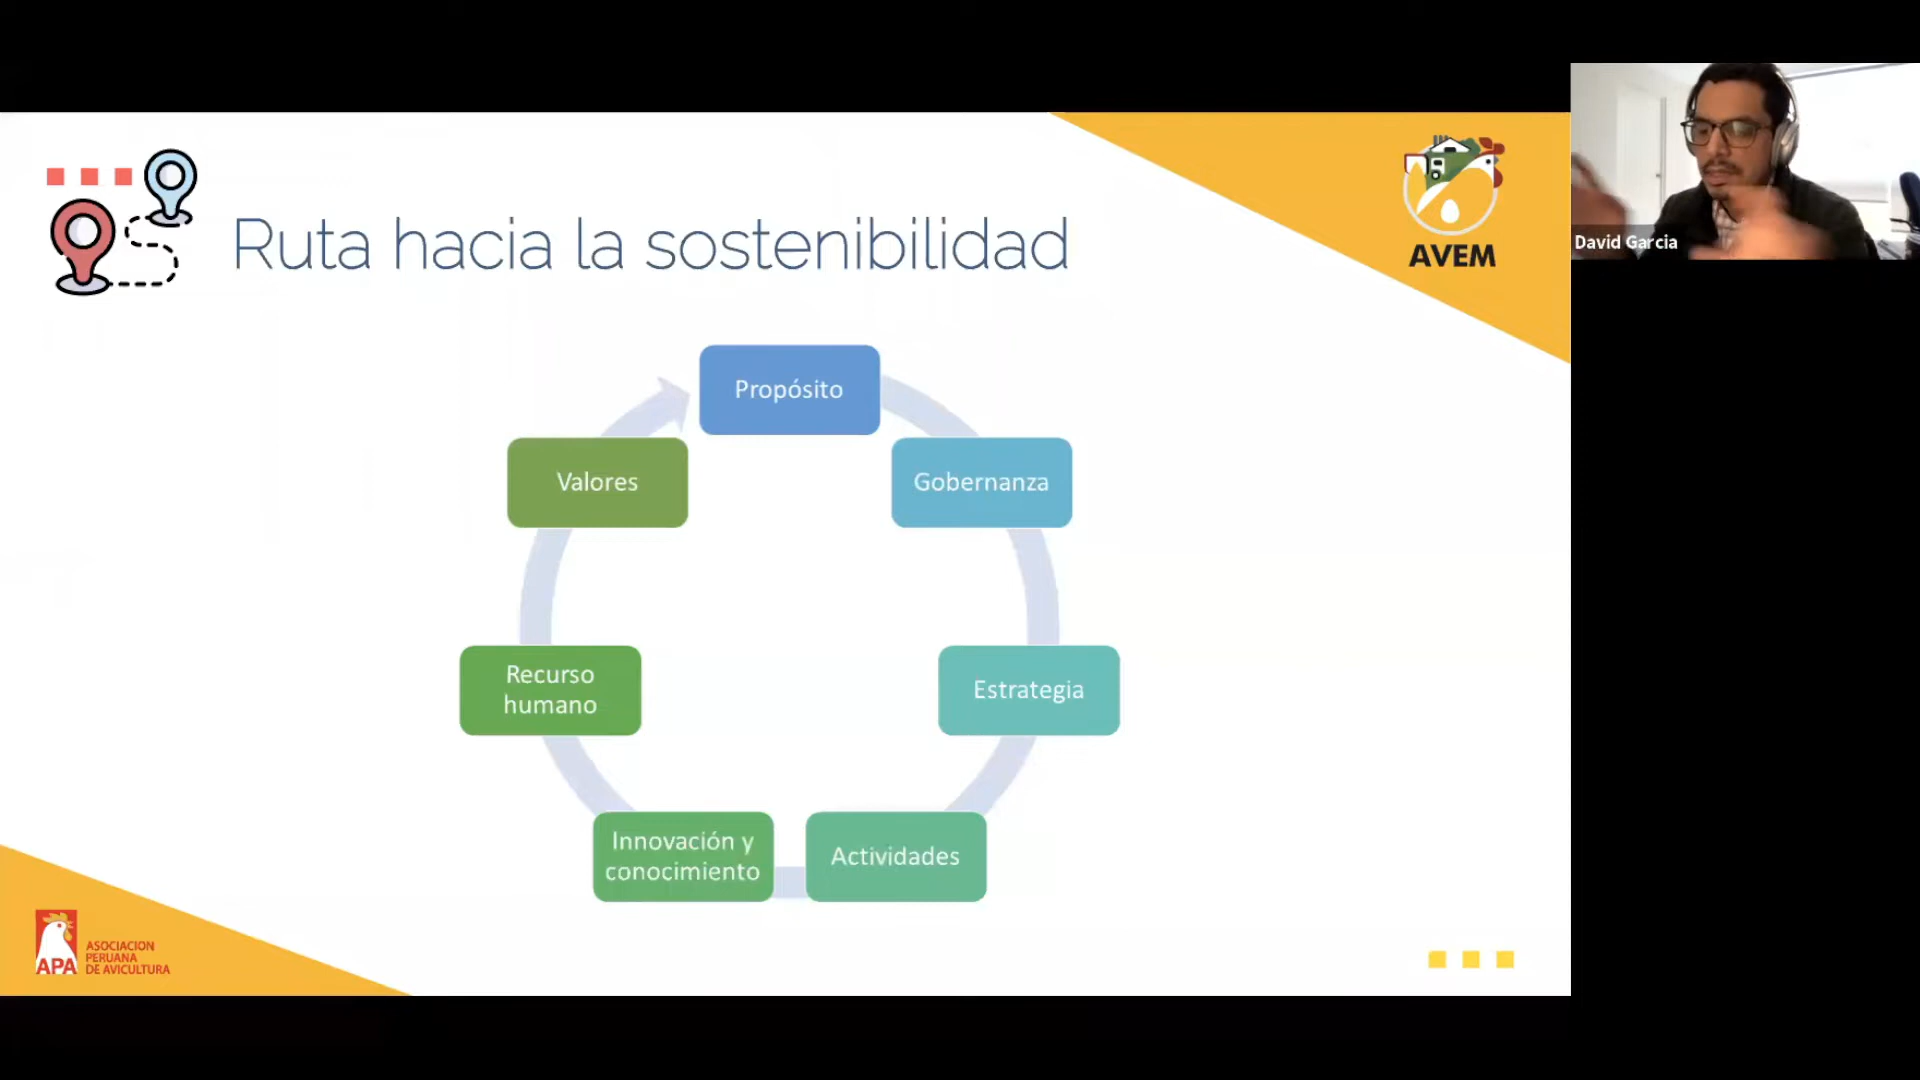 Ruta hacia la sostenibilidad
AVEM
David Garcia
Propósito
Gobernanza
Estrategia
Actividades
Innovación y
conocimiento
Recurso
humano
Valores
APA
ASOCIACION
PERUANA
DE AVICULTURA